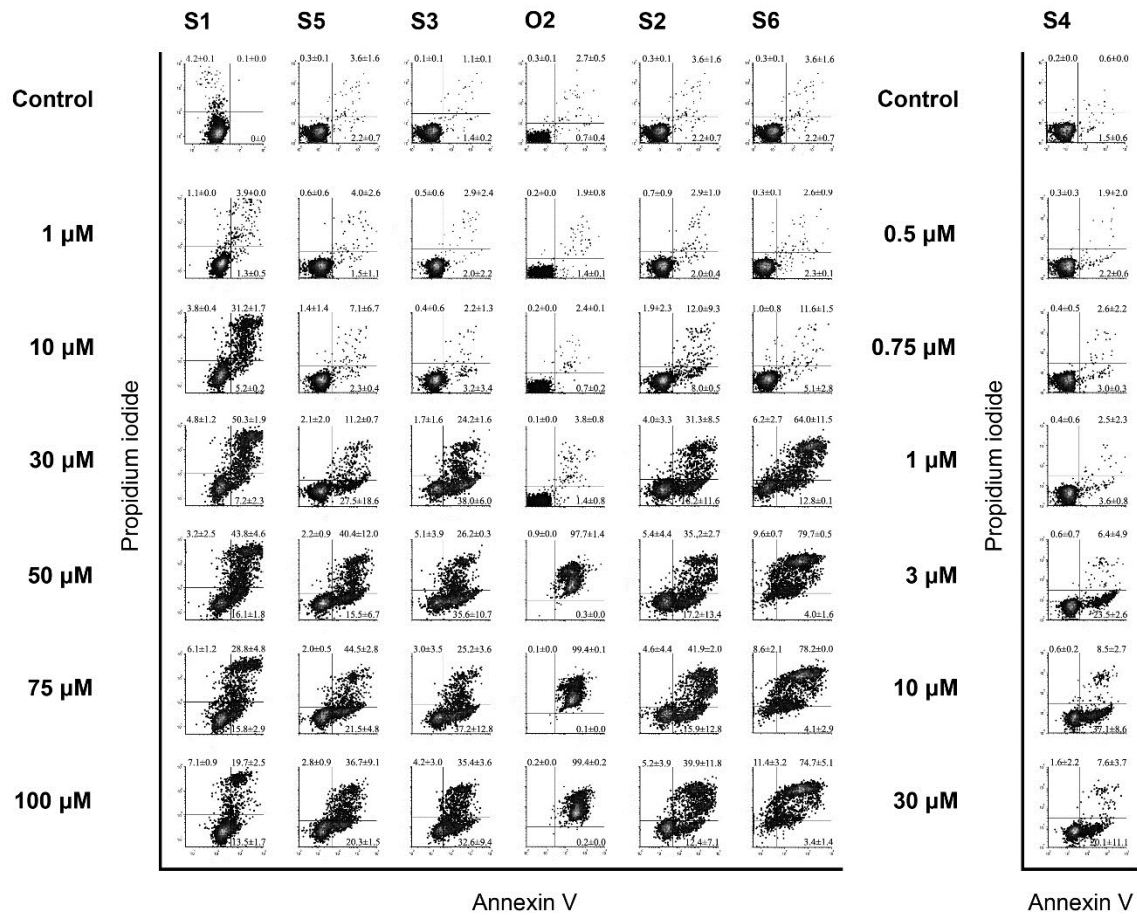 S1 S5 S3 O2 S2 S6 S4
Control
4.2±0.1 0.1±0.0 0.3±0.1 3.6±1.6 0.1±0.1 1.1±0.1 0.3±0.1 2.7±0.5 0.3±0.1 3.6±1.6 0.3±0.1 3.6±1.6
0±0 2.2±0.7 1.4±0.2 0.7±0.4 2.2±0.7 2.2±0.7
Control
0.2±0.0 0.6±0.0
1.5±0.6
1 µM
1.1±0.0 3.9±0.0 0.6±0.6 4.0±2.6 0.5±0.6 2.9±2.4 0.2±0.0 1.9±0.8 0.7±0.9 2.9±1.0 0.3±0.1 2.6±0.9
1.3±0.5 1.5±1.1 2.0±2.2 1.4±0.1 2.0±0.4 2.3±0.1
0.5 µM
0.3±0.3 1.9±2.0
2.2±0.6
10 µM
3.8±0.4 31.2±1.7 1.4±1.4 7.1±6.7 0.4±0.6 2.2±1.3 0.2±0.0 2.4±0.1 1.9±2.3 12.0±9.3 1.0±0.8 11.6±1.5
5.2±0.2 2.3±0.4 3.2±3.4 0.7±0.2 8.0±0.5 5.1±2.8
0.75 µM
0.4±0.5 2.6±2.2
3.0±0.3
30 µM
4.8±1.2 50.3±1.9 2.1±2.0 11.2±0.7 1.7±1.6 24.2±1.6 0.1±0.0 3.8±0.8 4.0±3.3 31.3±8.5 6.2±2.7 64.0±11.5
7.2±2.3 27.5±18.6 38.0±6.0 1.4±0.8 12.8±0.1
1 µM
0.4±0.6 2.5±2.3
3.6±0.8
50 µM
3.2±2.5 43.8±4.6 2.2±0.9 40.4±12.0 5.1±3.9 26.2±0.3 0.9±0.0 97.7±1.4 5.4±4.4 35.2±2.7 9.6±0.7 79.7±0.5
16.1±1.8 15.5±6.7 35.6±10.7 0.3±0.0 17.2±13.4 4.0±1.6
3 µM
0.6±0.7 6.4±4.9
23.5±2.6
75 µM
6.1±1.2 28.8±4.8 2.0±0.5 44.5±2.8 3.0±3.5 25.2±3.6 0.1±0.0 99.4±0.1 4.6±4.4 41.9±2.0 8.6±2.1 78.2±0.0
15.8±2.9 21.5±4.8 37.2±12.8 0.1±0.0 15.9±12.8 4.1±2.9
10 µM
0.6±0.2 8.5±2.7
37.1±8.6
100 µM
7.1±0.9 19.7±2.5 2.8±0.9 36.7±9.1 4.2±3.0 35.4±3.6 0.2±0.0 99.4±0.2 5.2±3.9 39.9±11.8 11.4±3.2 74.7±5.1
13.5±1.7 20.3±1.5 32.6±9.4 0.2±0.0 12.4±7.1 3.4±1.4
30 µM
1.6±2.2 7.6±3.7
Propidium iodide
Propidium iodide
Annexin V
Annexin V